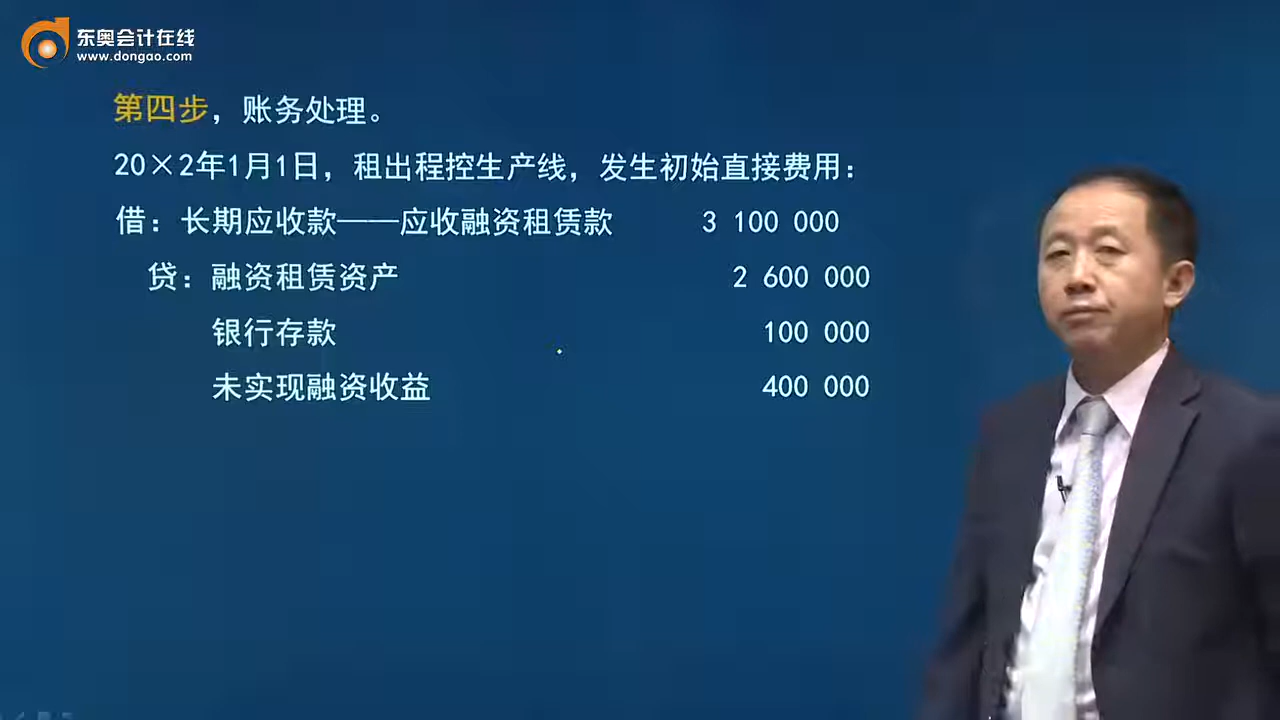 东奥会计在线
www.dongao.com
第四步，账务处理。
20×2年1月1日，租出程控生产线，发生初始直接费用：
借：长期应收款——应收融资租赁款 3 100 000
贷：融资租赁资产 2 600 000
银行存款 100 000
未实现融资收益 400 000